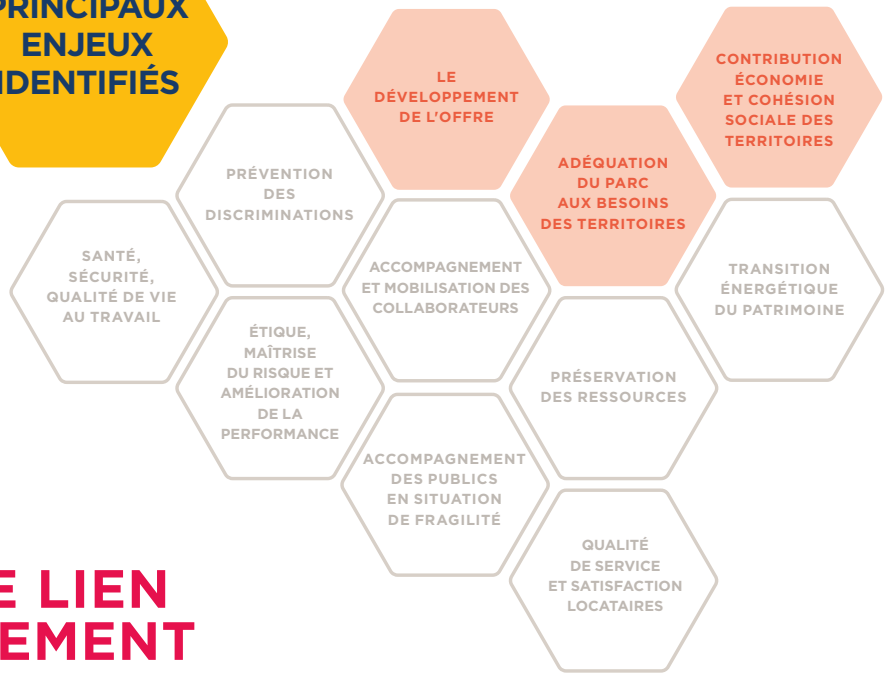 PRINCIPAUX
ENJEUX
IDENTIFIÉS
LE
DÉVELOPPEMENT
DE L'OFFRE
CONTRIBUTION
ÉCONOMIE
ET COHÉSION
SOCIALE DES
TERRITOIRES
PRÉVENTION
DES
DISCRIMINATIONS
ADÉQUATION
DU PARC
AUX BESOINS
DES TERRITOIRES
SANTÉ,
SÉCURITÉ,
QUALITÉ DE VIE
AU TRAVAIL
ACCOMPAGNEMENT
ET MOBILISATION DES
COLLABORATEURS
TRANSITION
ÉNERGÉTIQUE
DU PATRIMOINE
ÉTIQUE,
MAÎTRISE
DU RISQUE ET
AMÉLIORATION
DE LA
PERFORMANCE
PRÉSERVATION
DES RESSOURCES
ACCOMPAGNEMENT
DES PUBLICS
EN SITUATION
DE FRAGILITÉ
QUALITÉ
DE SERVICE
ET SATISFACTION
LOCATAIRES
E LIEN
EMENT